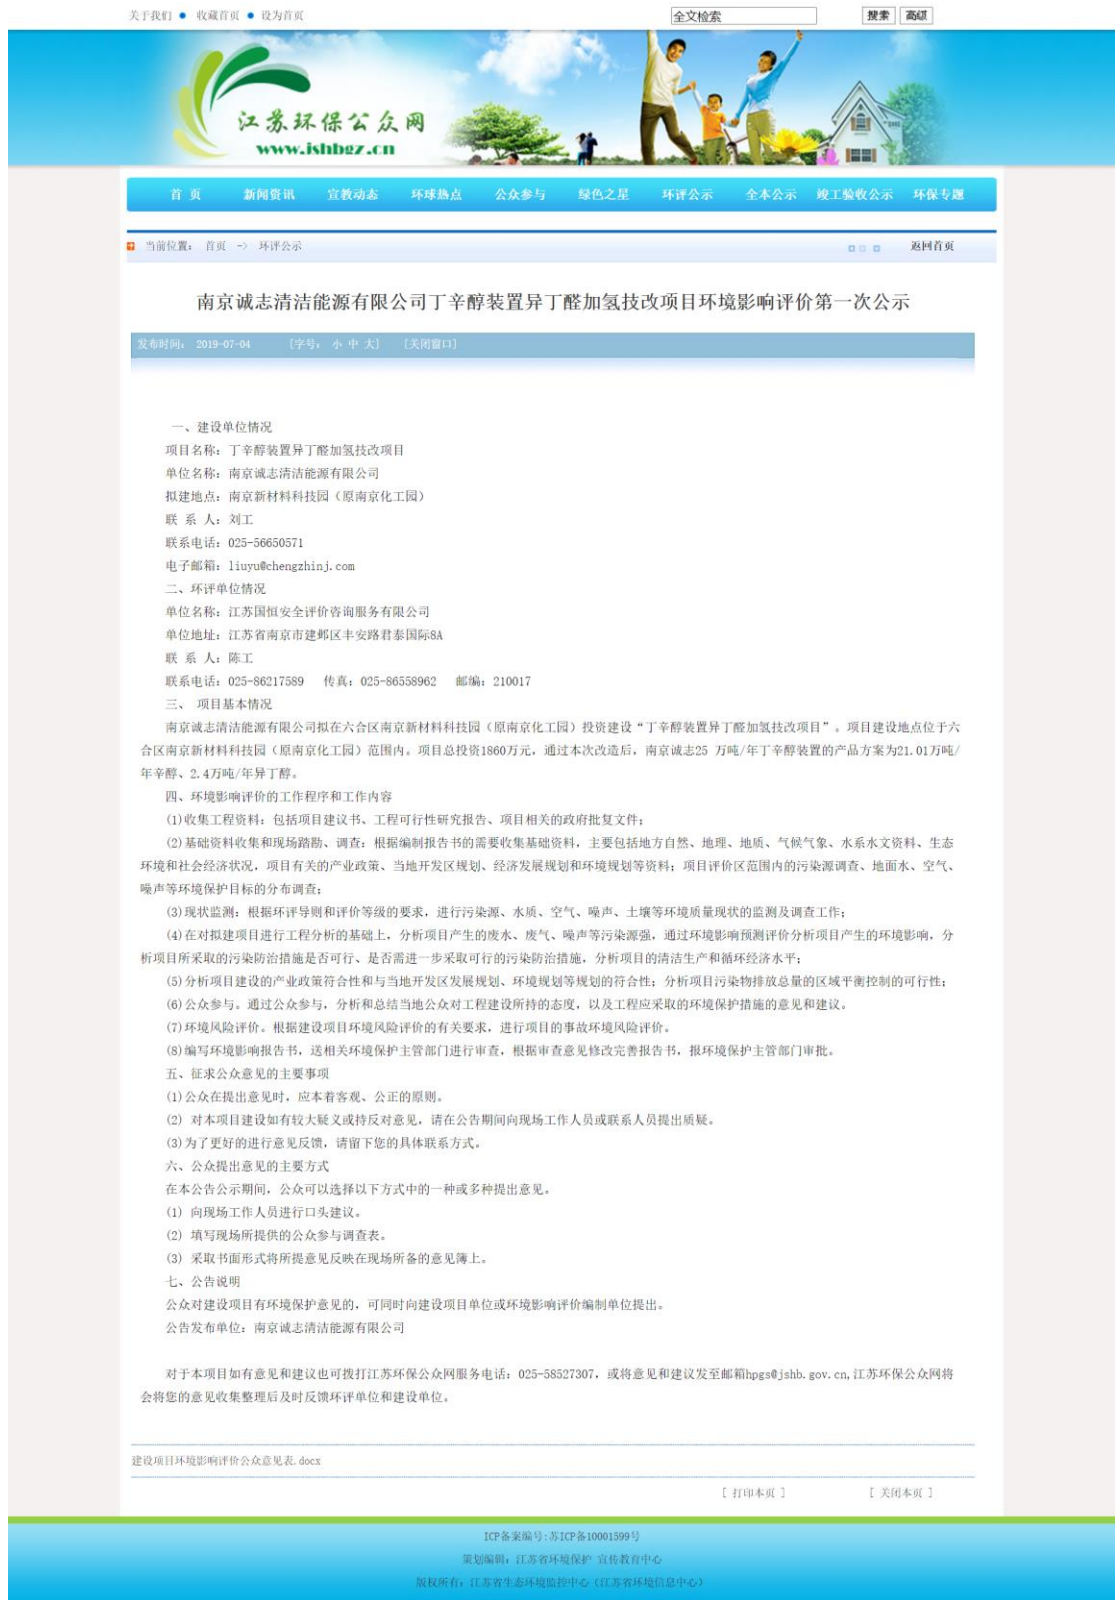 关于我们 收藏首页 设为首页 全文检索 搜索
江苏环保公众网
www.jshbgz.cn
首 页 新闻资讯 宣教动态 环球热点 公众参与 绿色之星 环评公示 全本公示 竣工验收公示 环保专题
当前位置: 首页 -> 环评公示 返回首页
南京诚志清洁能源有限公司丁辛醇装置异丁醛加氢技改项目环境影响评价第一次公示
发布时间: 2019-07-04 [字号: 小 中 大] [关闭窗口]
一、建设单位情况
项目名称: 丁辛醇装置异丁醛加氢技改项目
单位名称: 南京诚志清洁能源有限公司
拟建地点: 南京新材料科技园(原南京化工园)
联 系 人: 刘工
联系电话: 025-56650571
电子邮箱: liuyu@chengzhinj.com
二、环评单位情况
单位名称: 江苏国恒安全评价咨询服务有限公司
单位地址: 江苏省南京市建邺区丰安路君泰国际8A
联 系 人: 陈工
联系电话: 025-86217589 传真: 025-86558962 邮编: 210017
三、 项目基本情况
南京诚志清洁能源有限公司拟在六合区南京新材料科技园(原南京化工园)投资建设“丁辛醇装置异丁醛加氢技改项目”。项目建设地点位于六
合区南京新材料科技园(原南京化工园)范围内。项目总投资1860万元,通过本次改造后,南京诚志25 万吨/年丁辛醇装置的产品方案为21.01万吨/
年辛醇、2.4万吨/年异丁醇。
四、环境影响评价的工作程序和工作内容
(1)收集工程资料: 包括项目建议书、工程可行性研究报告、项目相关的政府批复文件;
(2)基础资料收集和现场踏勘、调查: 根据编制报告书的需要收集基础资料,主要包括地方自然、地理、地质、气候气象、水系水文资料、生态
环境和社会经济状况,项目有关的产业政策、当地开发区规划、经济发展规划和环境规划等资料; 项目评价区范围内的污染源调查、地面水、空气、
噪声等环境保护目标的分布调查;
(3)现状监测: 根据环评导则和评价等级的要求,进行污染源、水质、空气、噪声、土壤等环境质量现状的监测及调查工作;
(4)在对拟建项目进行工程分析的基础上,分析项目产生的废水、废气、噪声等污染源强,通过环境影响预测评价分析项目产生的环境影响,分
析项目所采取的污染防治措施是否可行、是否需进一步采取可行的污染防治措施,分析项目的清洁生产和循环经济水平;
(5)分析项目建设的产业政策符合性和与当地开发区发展规划、环境规划等规划的符合性; 分析项目污染物排放总量的区域平衡控制的可行性;
(6)公众参与。通过公众参与,分析和总结当地公众对工程建设所持的态度,以及工程应采取的环境保护措施的意见和建议。
(7)环境风险评价。根据建设项目环境风险评价的有关要求,进行项目的事故环境风险评价。
(8)编写环境影响报告书,送相关环境保护主管部门进行审查,根据审查意见修改完善报告书,报环境保护主管部门审批。
五、征求公众意见的主要事项
(1)公众在提出意见时,应本着客观、公正的原则。
(2) 对本项目建设如有较大疑义或持反对意见,请在公告期间向现场工作人员或联系人员提出质疑。
(3)为了更好的进行意见反馈,请留下您的具体联系方式。
六、公众提出意见的主要方式
在本公告公示期间,公众可以选择以下方式中的一种或多种提出意见。
(1) 向现场工作人员进行口头建议。
(2) 填写现场所提供的公众参与调查表。
(3) 采取书面形式将所提意见反映在现场所备的意见簿上。
七、公告说明
公众对建设项目有环境保护意见的,可同时向建设项目单位或环境影响评价编制单位提出。
公告发布单位: 南京诚志清洁能源有限公司
对于本项目如有意见和建议也可拨打江苏环保公众网服务电话: 025-58527307,或将意见和建议发至邮箱hpgs@jshb.gov.cn,江苏环保公众网将
会将您的意见收集整理后及时反馈环评单位和建设单位。
建设项目环境影响评价公众意见表.docx
[ 打印本页 ] [ 关闭本页 ]
ICP备案编号:苏ICP备10001599号
策划编辑: 江苏省环境保护 宣传教育中心
版权所有: 江苏省生态环境监控中心(江苏省环境信息中心)